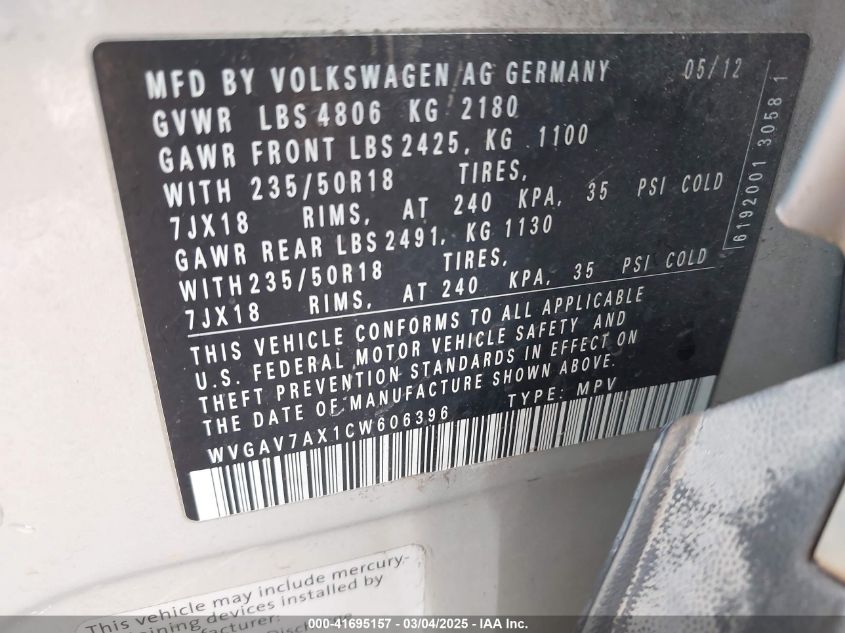 MFD BY VOLKSWAGEN AG GERMANY 05/12
GVWR LBS 4806 KG 2180
GAWR FRONT LBS 2425, KG 1100
WITH 235/50R18 TIRES,
7JX18 RIMS, AT 240 KPA, 35 PSI COLD
GAWR REAR LBS 2491, KG 1130
WITH 235/50R18 TIRES,
7JX18 RIMS, AT 240 KPA, 35 PSI COLD
THIS VEHICLE CONFORMS TO ALL APPLICABLE
U.S. FEDERAL MOTOR VEHICLE SAFETY AND
THEFT PREVENTION STANDARDS IN EFFECT ON
THE DATE OF MANUFACTURE SHOWN ABOVE.
WVGAV7AX1CW606396 TYPE: MPV
6192001 30581
This vehicle may include mercury-
devices installed by
000-41695157 - 03/04/2025 - IAA Inc.